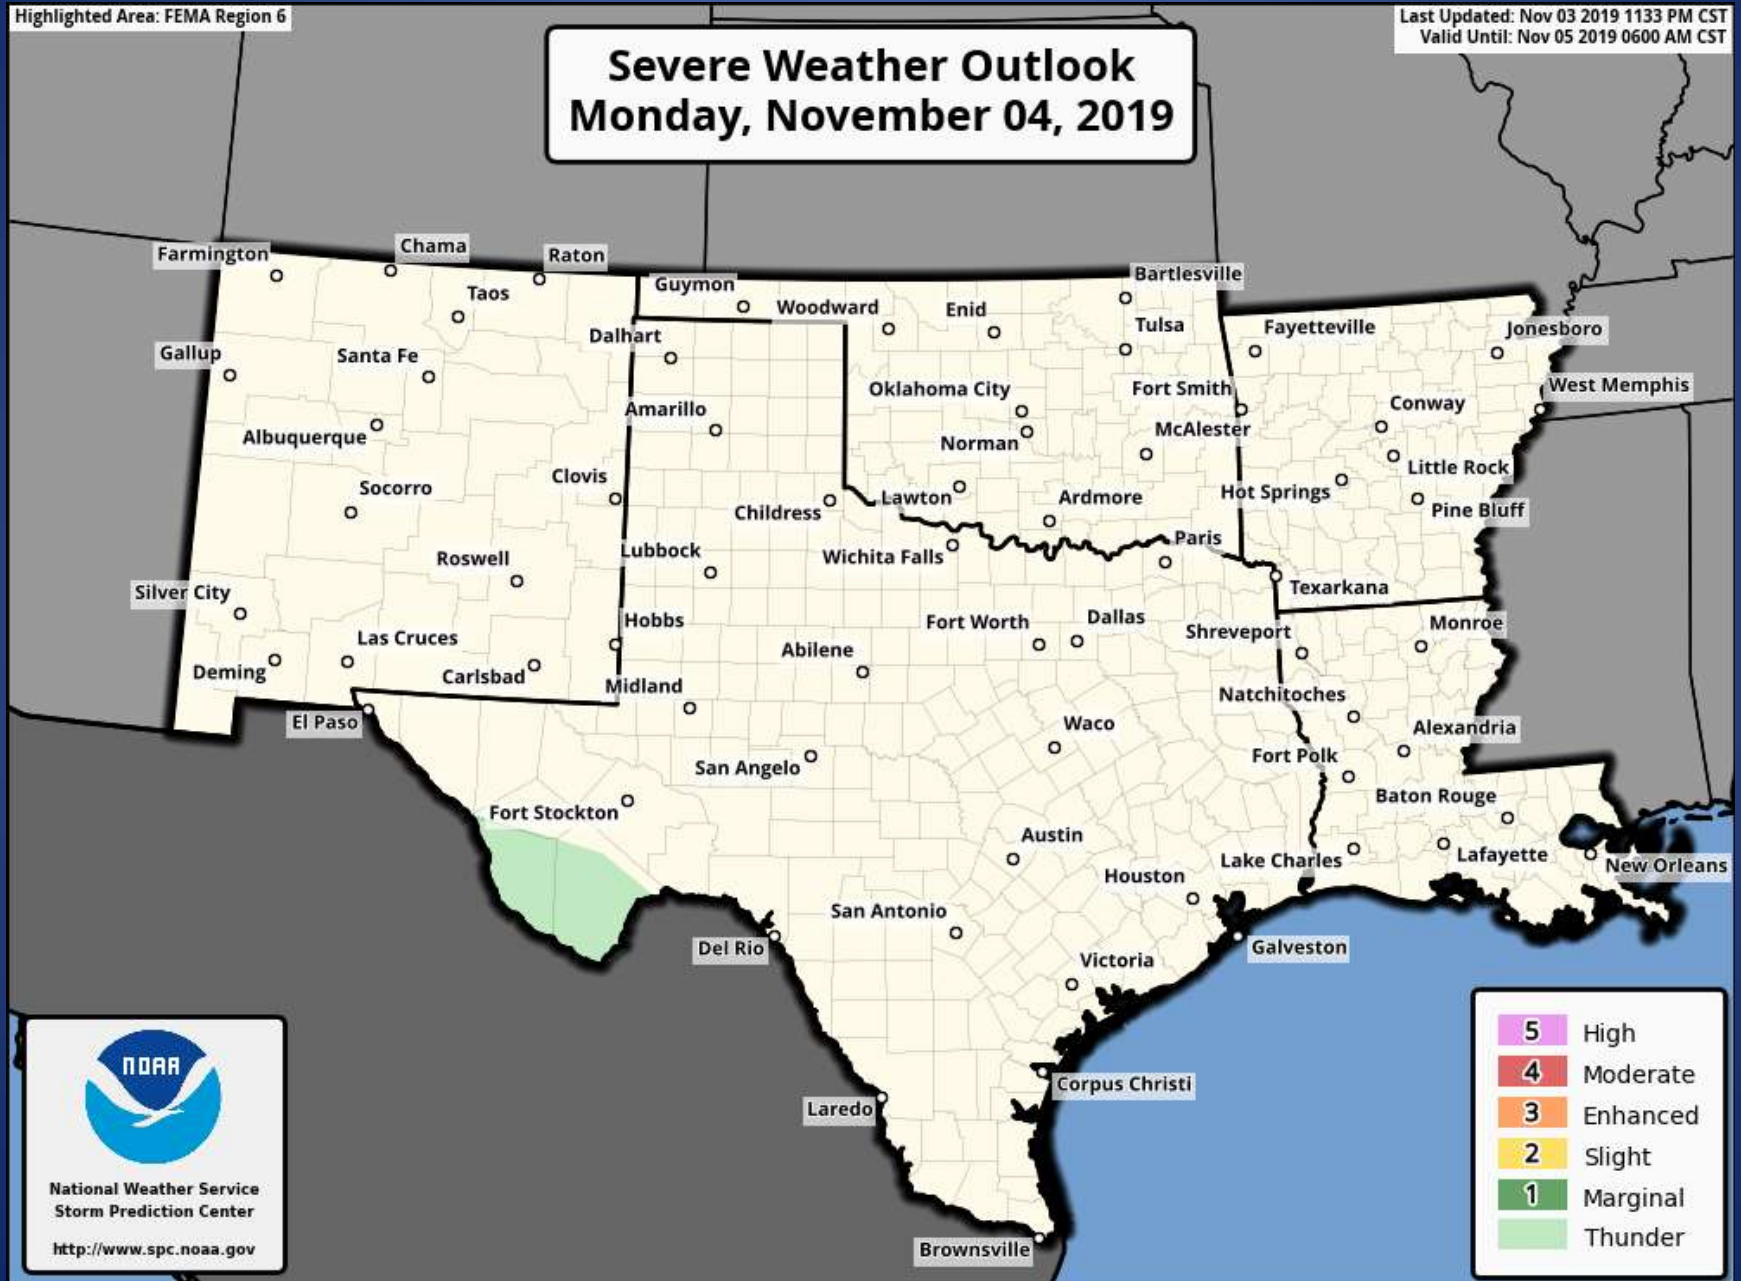 Highlighted Area: FEMA Region 6
Last Updated: Nov 03 2019 1133 PM CST
Valid Until: Nov 05 2019 0600 AM CST
Severe Weather Outlook
Monday, November 04, 2019
Farmington
Chama
Raton
Taos
Guymon
Woodward
Enid
Bartlesville
Tulsa
Fayetteville
Jonesboro
Gallup
Santa Fe
Dalhart
Oklahoma City
Fort Smith
West Memphis
Conway
Albuquerque
Amarillo
Norman
McAlester
Little Rock
Socorro
Clovis
Childress
Lawton
Ardmore
Hot Springs
Pine Bluff
Roswell
Lubbock
Wichita Falls
Paris
Texarkana
Silver City
Hobbs
Fort Worth
Dallas
Shreveport
Monroe
Las Cruces
Deming
Carlsbad
Midland
Abilene
Natchitoches
El Paso
Waco
Alexandria
San Angelo
Fort Polk
Fort Stockton
Baton Rouge
Austin
Lake Charles
Lafayette
New Orleans
Houston
San Antonio
Del Rio
Galveston
Victoria
Corpus Christi
Laredo
Brownsville
5 High
4 Moderate
3 Enhanced
2 Slight
1 Marginal
Thunder
NOAA
National Weather Service
Storm Prediction Center
http://www.spc.noaa.gov